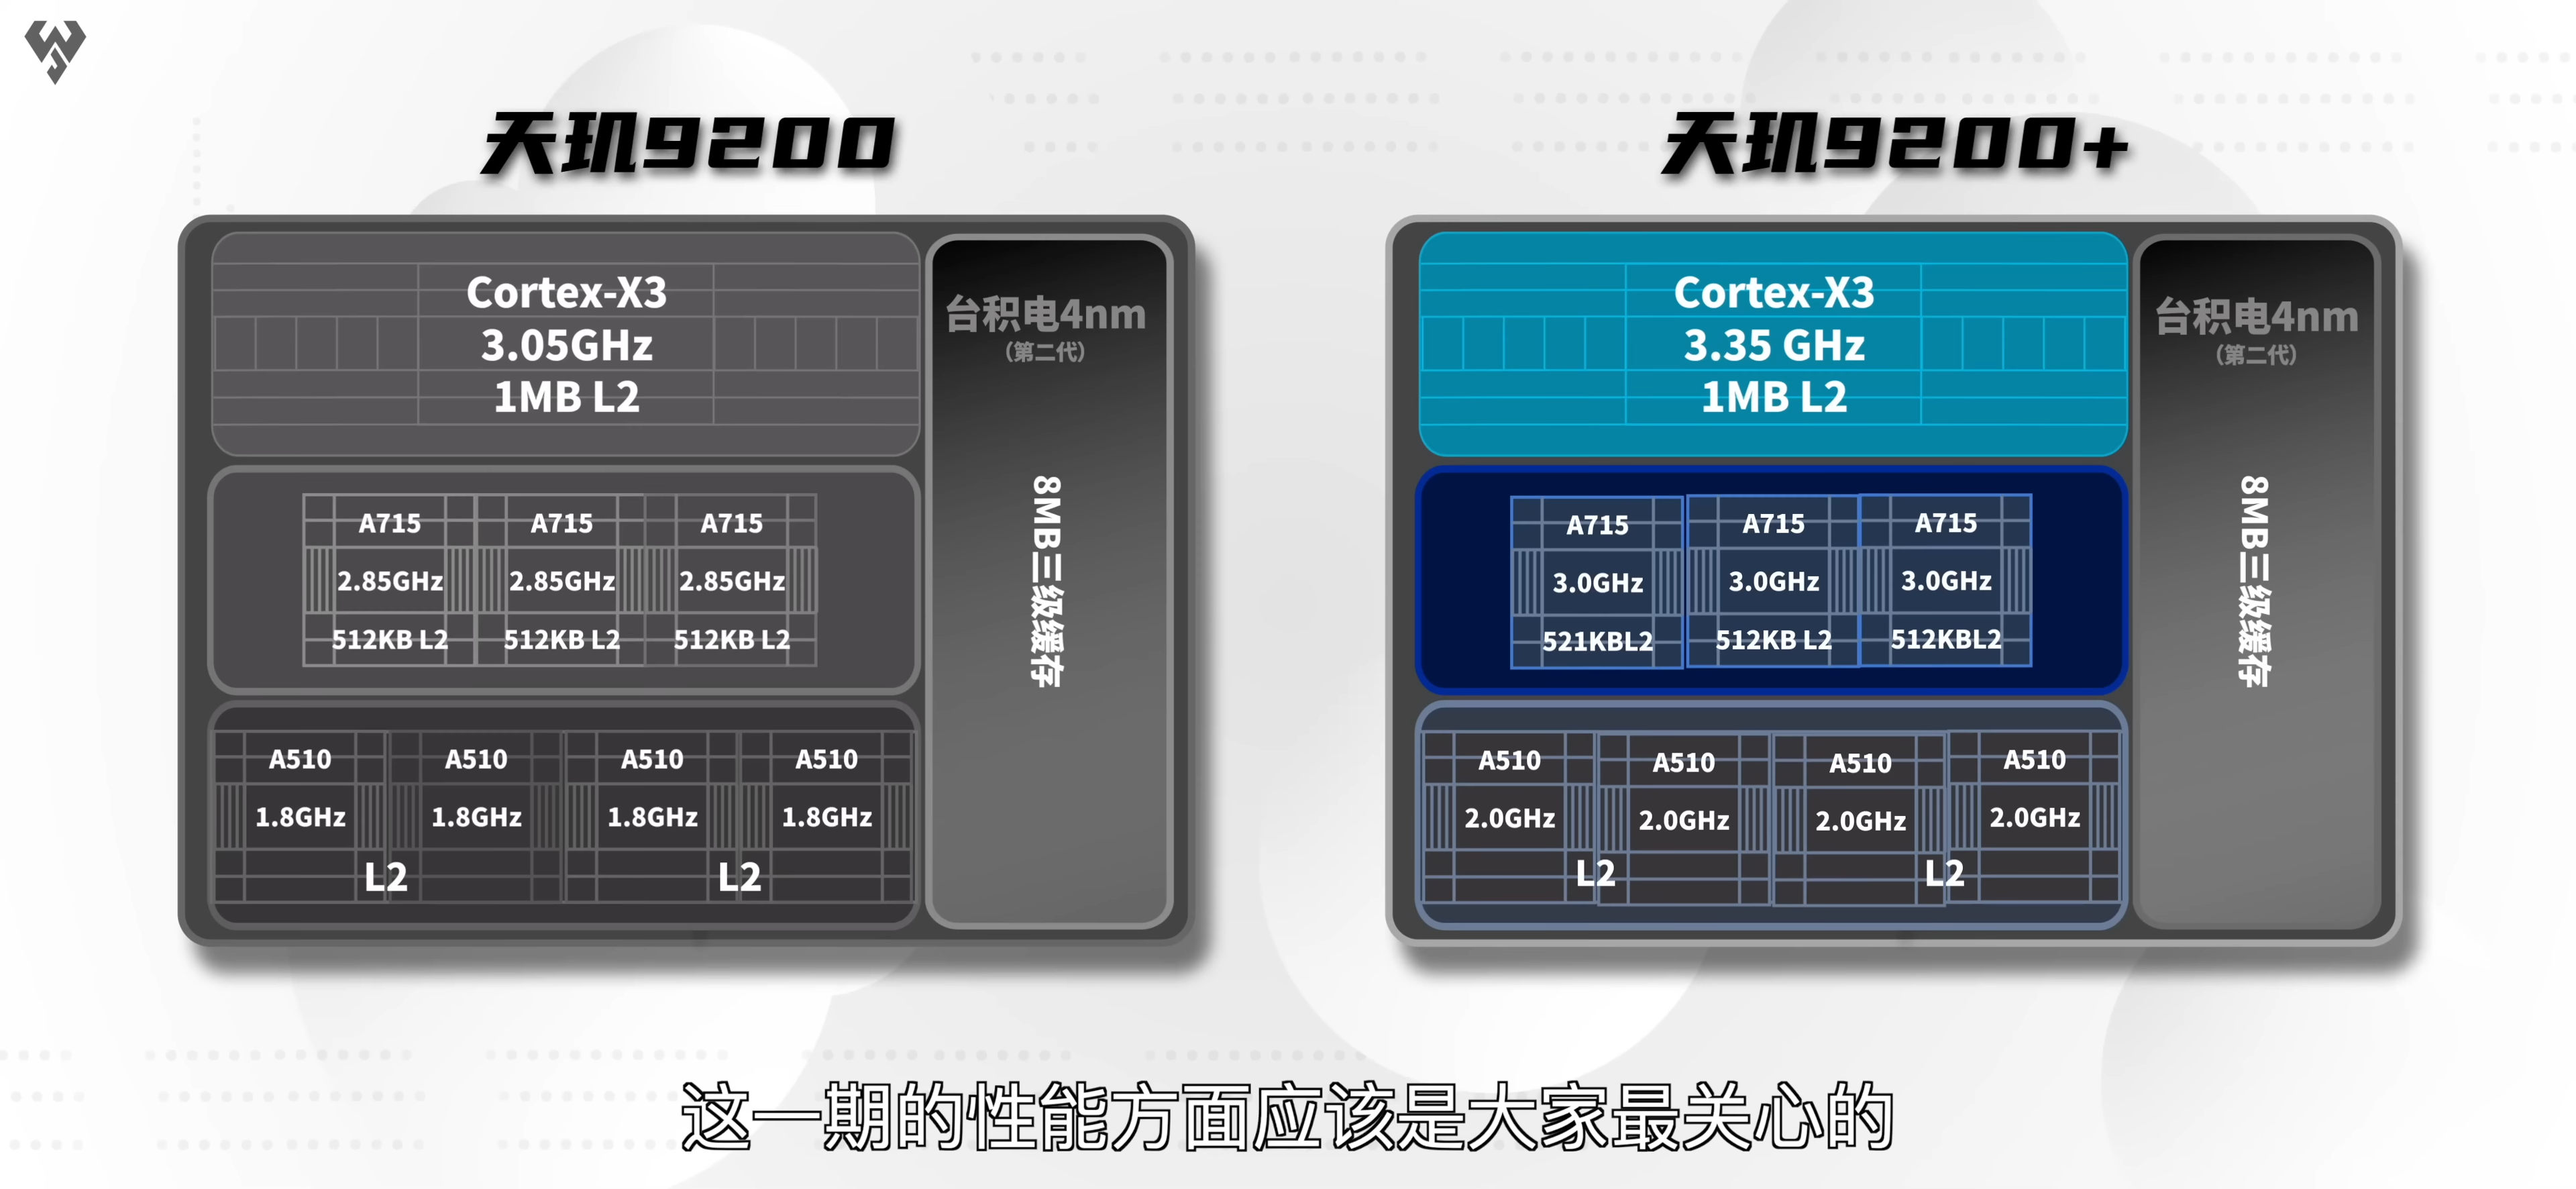 天玑9200
Cortex-X3
3.05GHz
1MB L2
A715 A715 A715
2.85GHz 2.85GHz 2.85GHz
512KB L2 512KB L2 512KB L2
A510 A510 A510 A510
1.8GHz 1.8GHz 1.8GHz 1.8GHz
L2 L2
台积电4nm
（第二代）
8MB三级缓存
天玑9200+
Cortex-X3
3.35 GHz
1MB L2
A715 A715 A715
3.0GHz 3.0GHz 3.0GHz
521KBL2 512KB L2 512KBL2
A510 A510 A510 A510
2.0GHz 2.0GHz 2.0GHz 2.0GHz
L2 L2
台积电4nm
（第二代）
8MB三级缓存
这一期的性能方面应该是大家最关心的